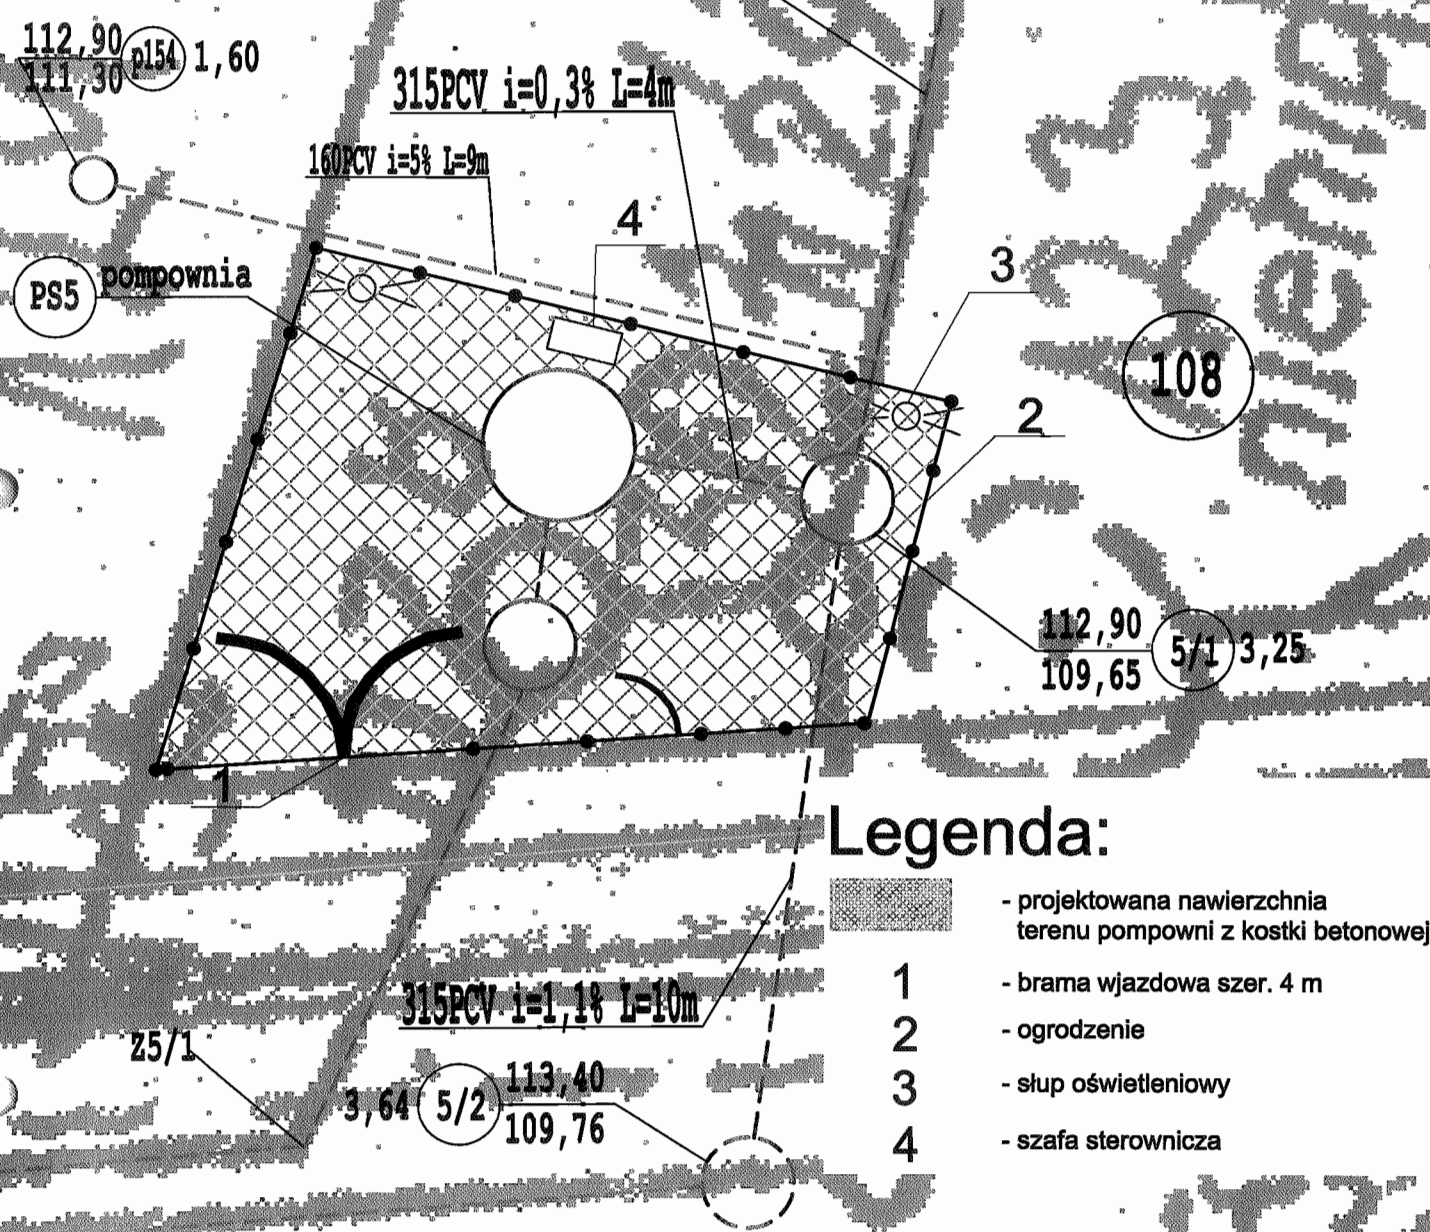 112,90
111,30
p154
1,60
315PCV i=0,3% L=4m
160PCV i=5% L=9m
4
3
PS5
pompownia
108
2
112,90
109,65
5/1
3,25
1
Legenda:
- projektowana nawierzchnia
terenu pompowni z kostki betonowej
1 - brama wjazdowa szer. 4 m
2 - ogrodzenie
3 - słup oświetleniowy
4 - szafa sterownicza
315PCV i=1,1% L=10m
Z5/1
3,64
5/2
113,40
109,76